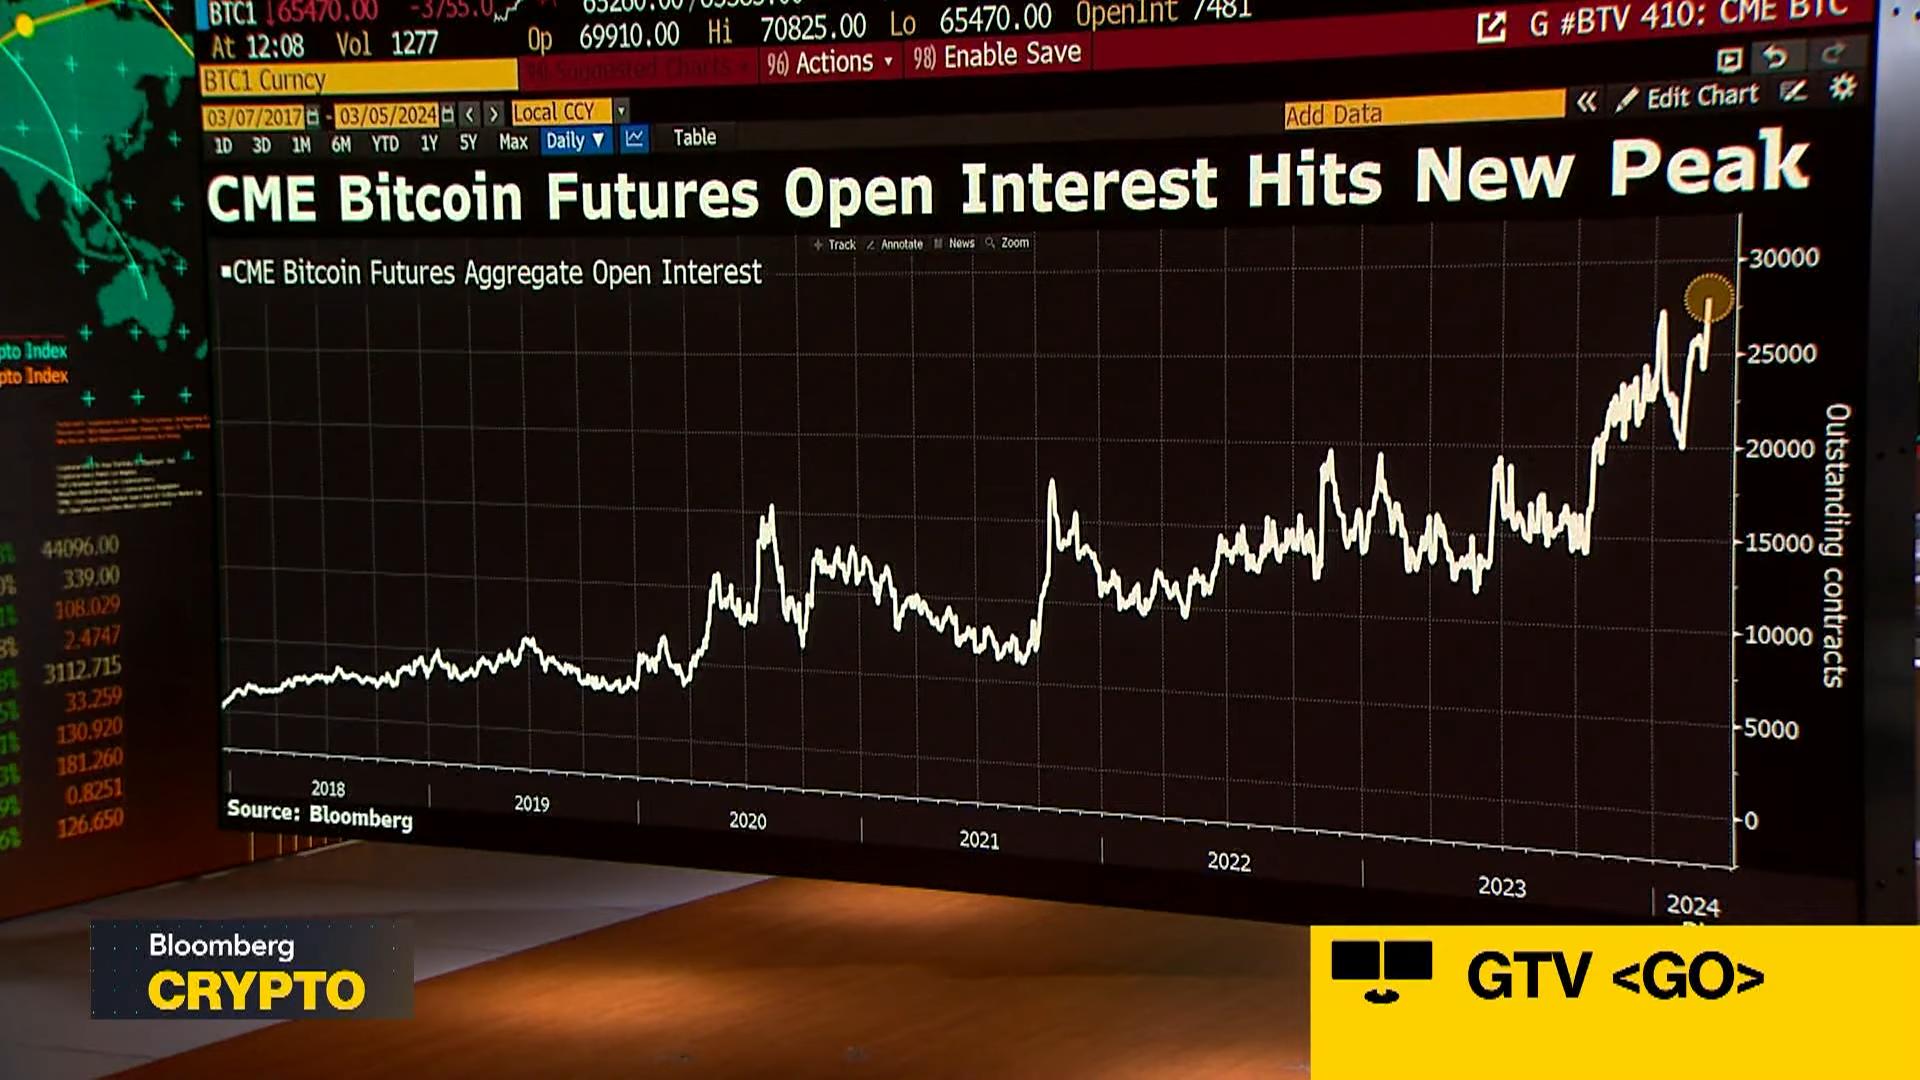 BTC1 ↓65470.00 -3755.0
At 12:08 Vol 1277 Op 69910.00 Hi 70825.00 Lo 65470.00 OpenInt 7481
G #BTV 410: CME BTC
BTC1 Curncy
96) Actions 98) Enable Save
03/07/2017 - 03/05/2024 Local CCY
Add Data
Edit Chart
1D 3D 1M 6M YTD 1Y 5Y Max Daily ▼ Table
CME Bitcoin Futures Open Interest Hits New Peak
Track Annotate News Zoom
CME Bitcoin Futures Aggregate Open Interest
30000
25000
20000
15000
10000
5000
0
Outstanding contracts
2018 2019 2020 2021 2022 2023 2024
Source: Bloomberg
pto Index
pto Index
44096.00
339.00
108.029
2.4747
3112.715
33.259
130.920
181.260
0.8251
126.650
Bloomberg
CRYPTO
GTV <GO>